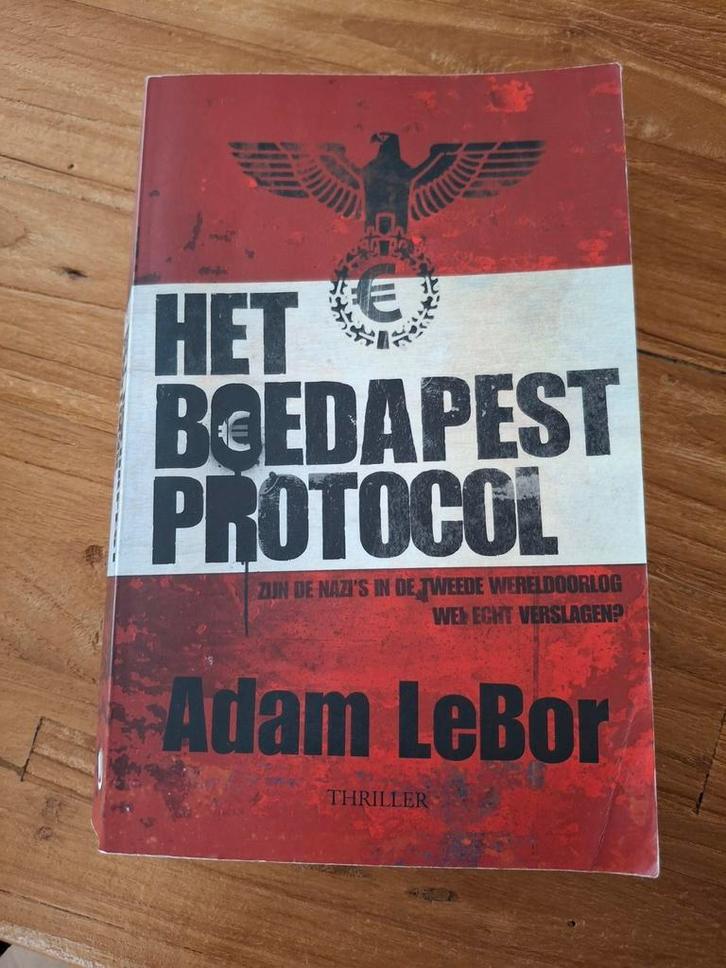 €
HET
BOEDAPEST
PROTOCOL
ZIJN DE NAZI'S IN DE TWEEDE WERELDOORLOG
WEL ECHT VERSLAGEN?
Adam LeBor
THRILLER